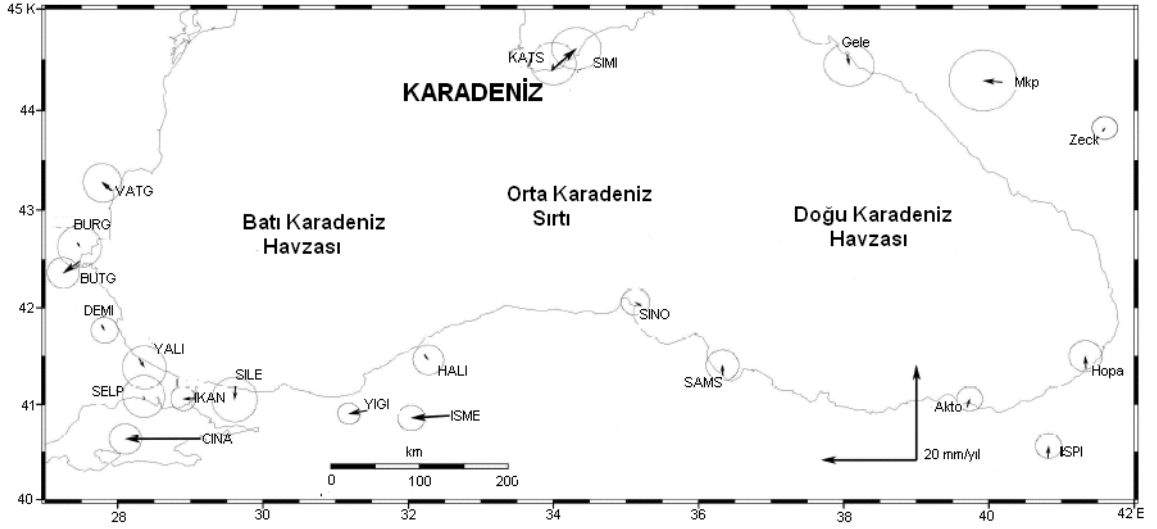 45 K
KATS
SIMI
Gele
Mkp
KARADENİZ
44
Zeck
VATG
43
BURG
Batı Karadeniz
Havzası
Orta Karadeniz
Sırtı
Doğu Karadeniz
Havzası
BUTG
42
DEMI
SINO
YALI
SELP
IKAN
SILE
HALI
SAMS
Hopa
41
YIGI
ISME
Akto
CINA
km
20 mm/yıl
ISPI
0
100
200
40
28
30
32
34
36
38
40
42 E